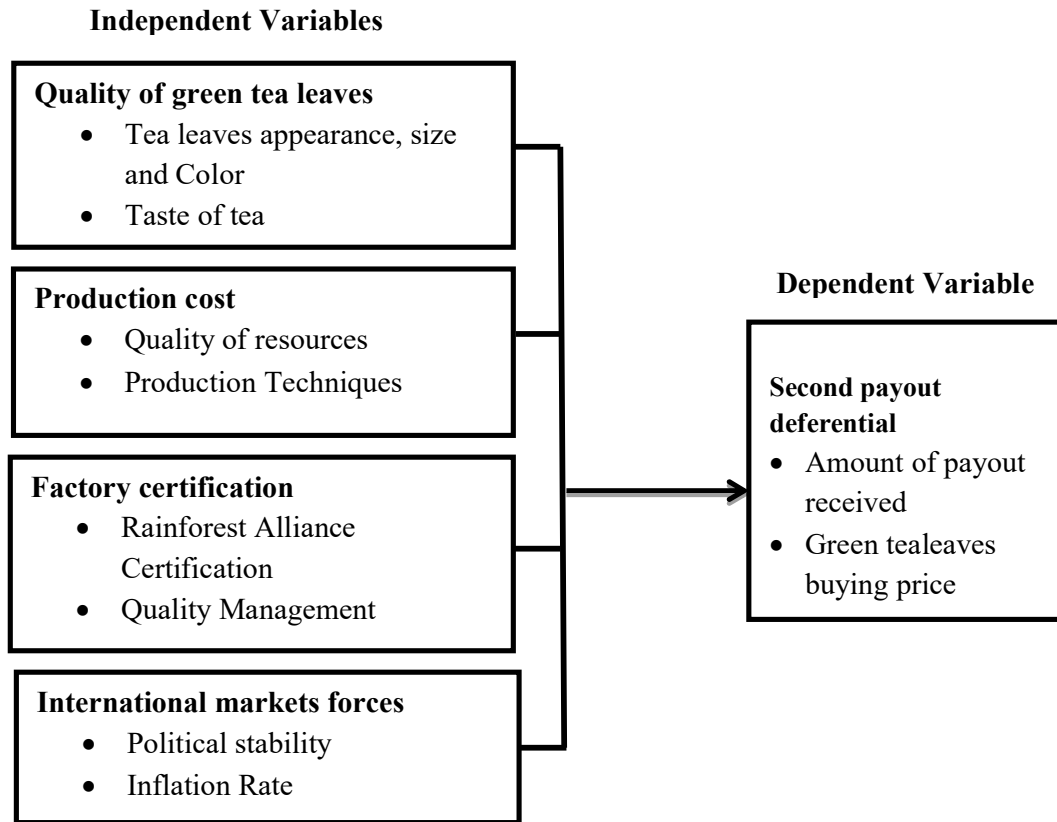 Independent Variables
Quality of green tea leaves
• Tea leaves appearance, size
and Color
• Taste of tea
Production cost
• Quality of resources
• Production Techniques
Factory certification
• Rainforest Alliance
Certification
• Quality Management
International markets forces
• Political stability
• Inflation Rate
Dependent Variable
Second payout
deferential
• Amount of payout
received
• Green tealeaves
buying price